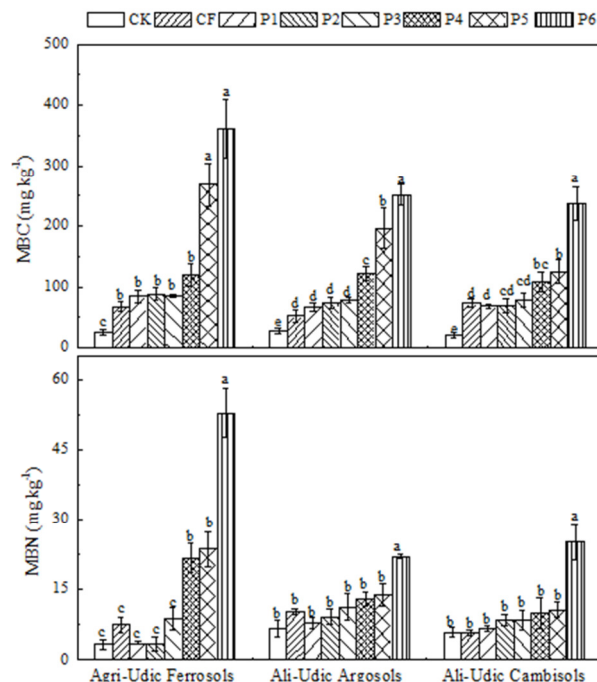 CK CF P1 P2 P3 P4 P5 P6
500
a
400
a
300
a
a
MBC (mg kg-1)
200
b
c
b
b b b b
c
b c
b c
100
d d d d
d d cd cd
c
e
e
0
60
a
45
MBN (mg kg-1)
30
b
b
a
a
15
c
c
b b b b b b
b b b b b b b
c c c
0
Agri-Udic Ferrosols Ali-Udic Argosols Ali-Udic Cambisols